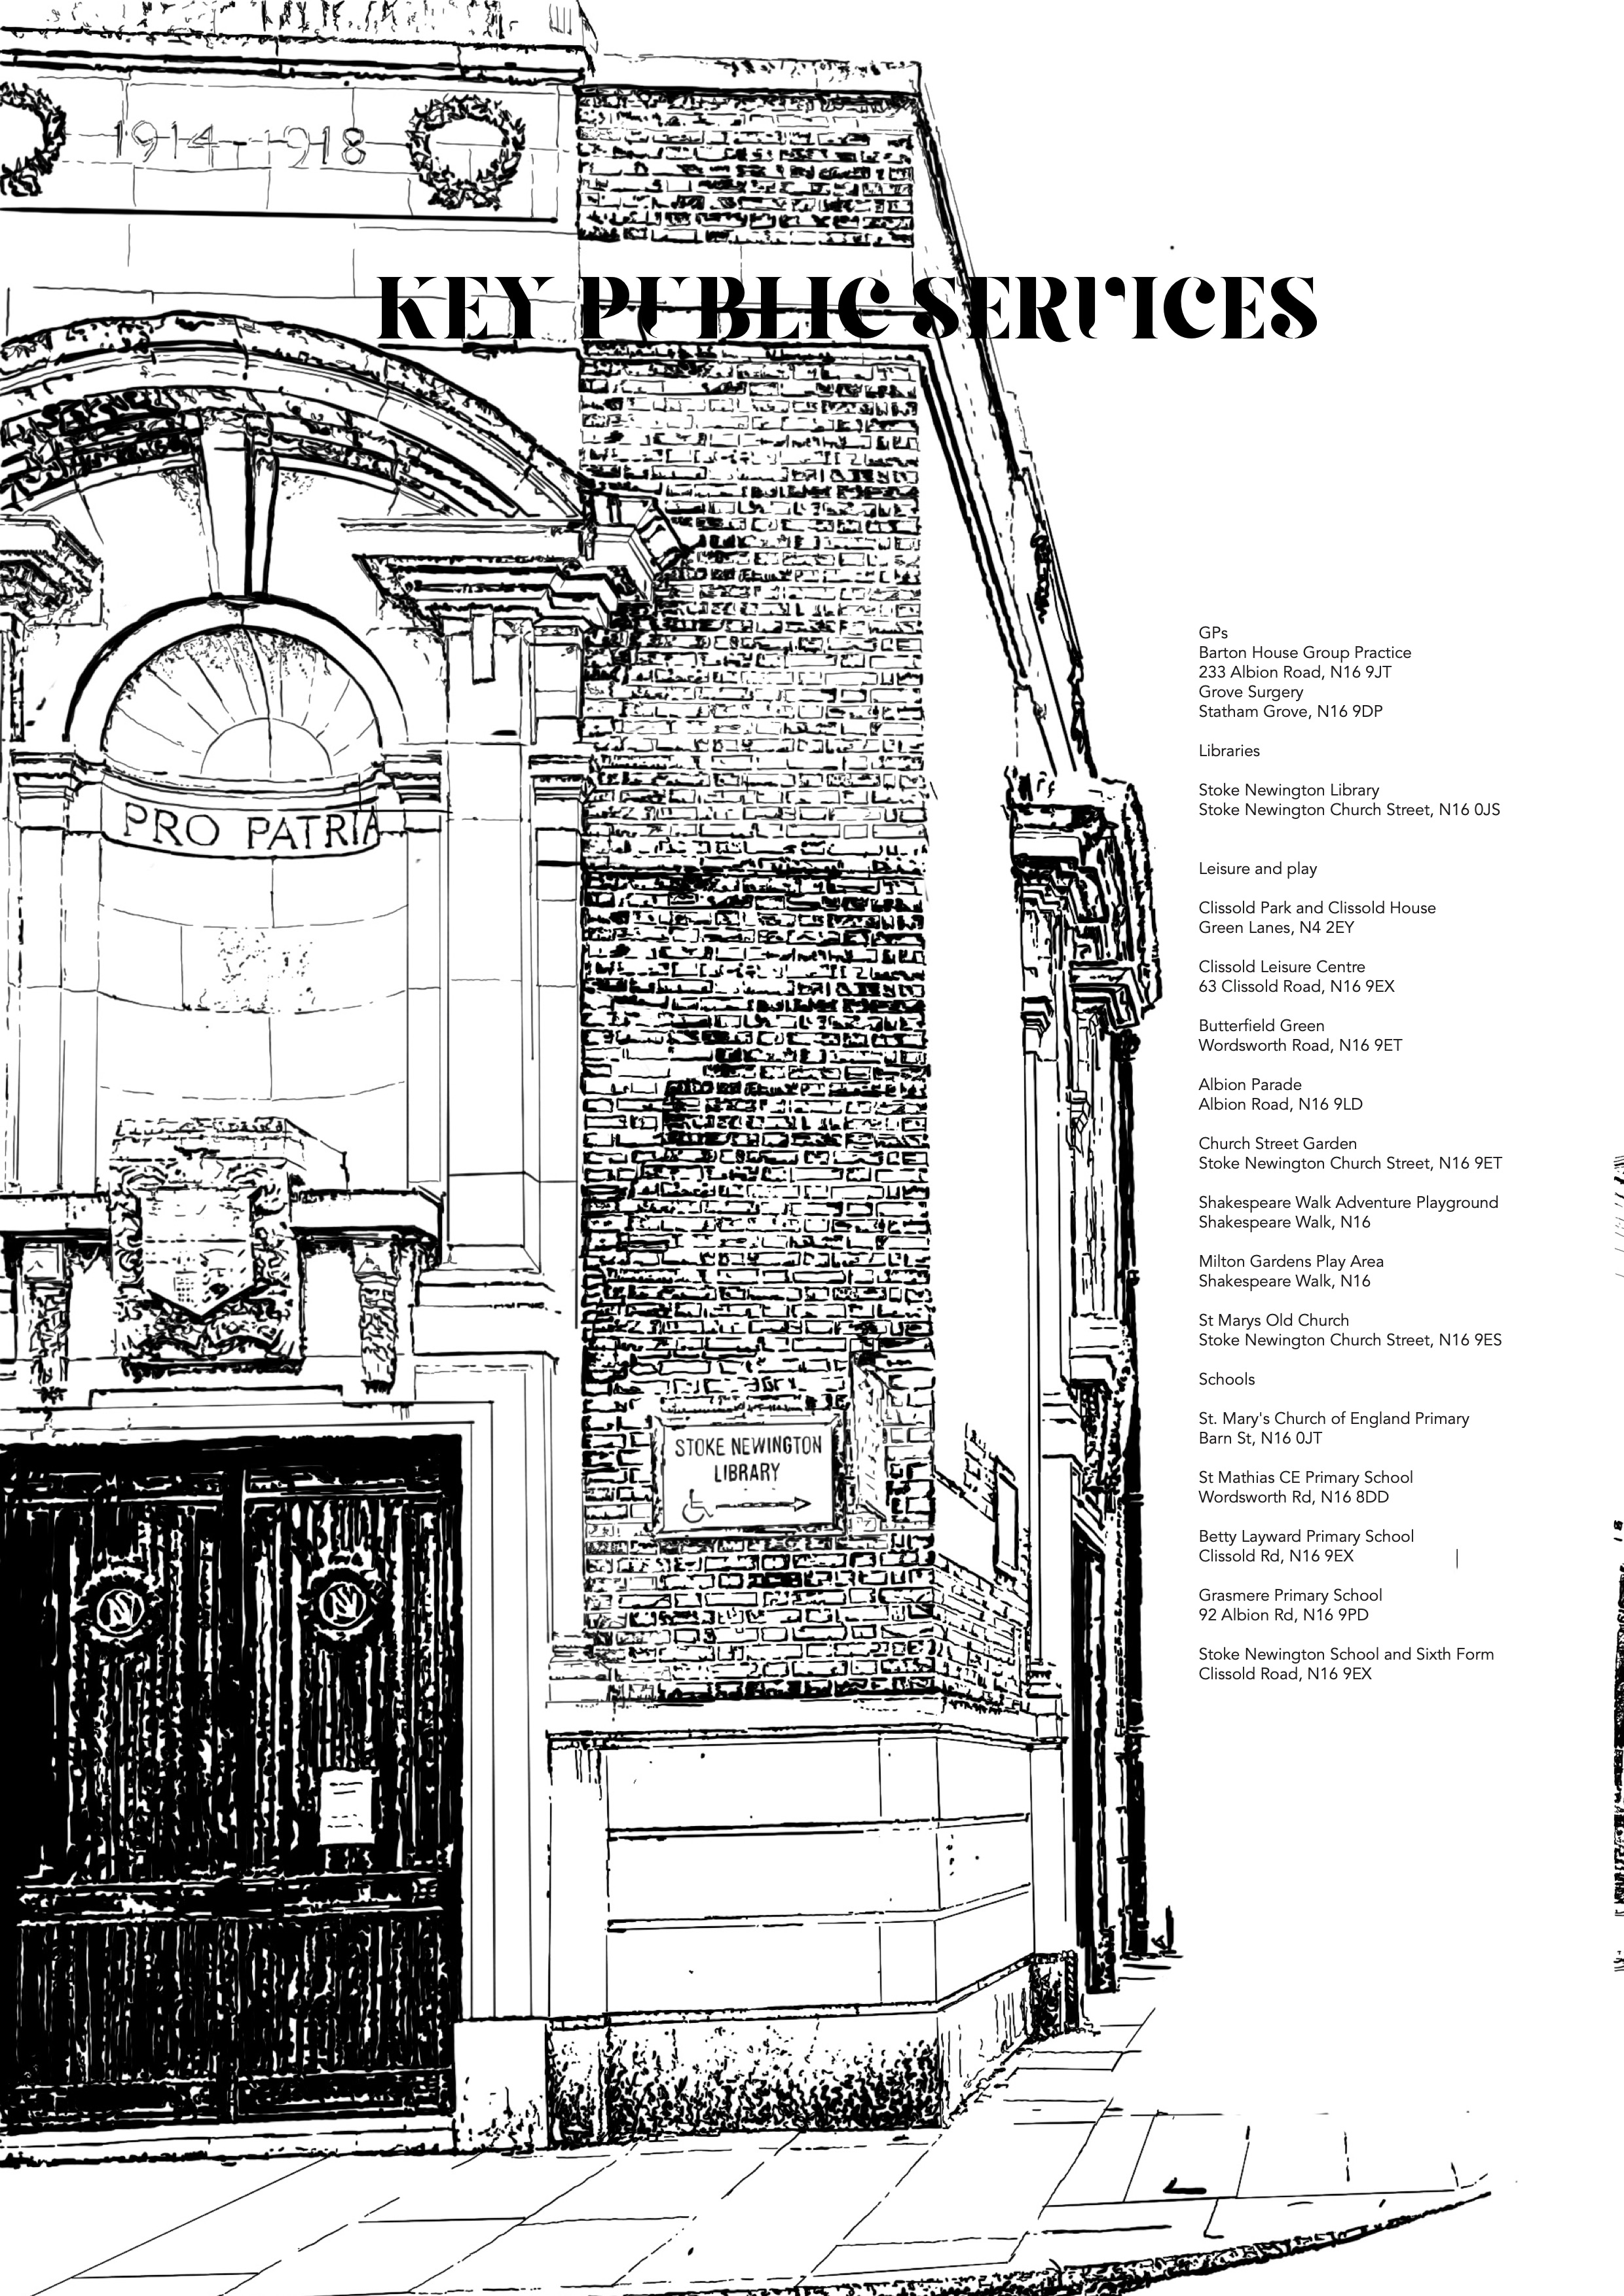 1914-1918
KEY PUBLIC SERVICES
PRO PATRIA
STOKE NEWINGTON
LIBRARY
GPs
Barton House Group Practice
233 Albion Road, N16 9JT
Grove Surgery
Statham Grove, N16 9DP
Libraries
Stoke Newington Library
Stoke Newington Church Street, N16 0JS
Leisure and play
Clissold Park and Clissold House
Green Lanes, N4 2EY
Clissold Leisure Centre
63 Clissold Road, N16 9EX
Butterfield Green
Wordsworth Road, N16 9ET
Albion Parade
Albion Road, N16 9LD
Church Street Garden
Stoke Newington Church Street, N16 9ET
Shakespeare Walk Adventure Playground
Shakespeare Walk, N16
Milton Gardens Play Area
Shakespeare Walk, N16
St Marys Old Church
Stoke Newington Church Street, N16 9ES
Schools
St. Mary's Church of England Primary
Barn St, N16 0JT
St Mathias CE Primary School
Wordsworth Rd, N16 8DD
Betty Layward Primary School
Clissold Rd, N16 9EX
Grasmere Primary School
92 Albion Rd, N16 9PD
Stoke Newington School and Sixth Form
Clissold Road, N16 9EX